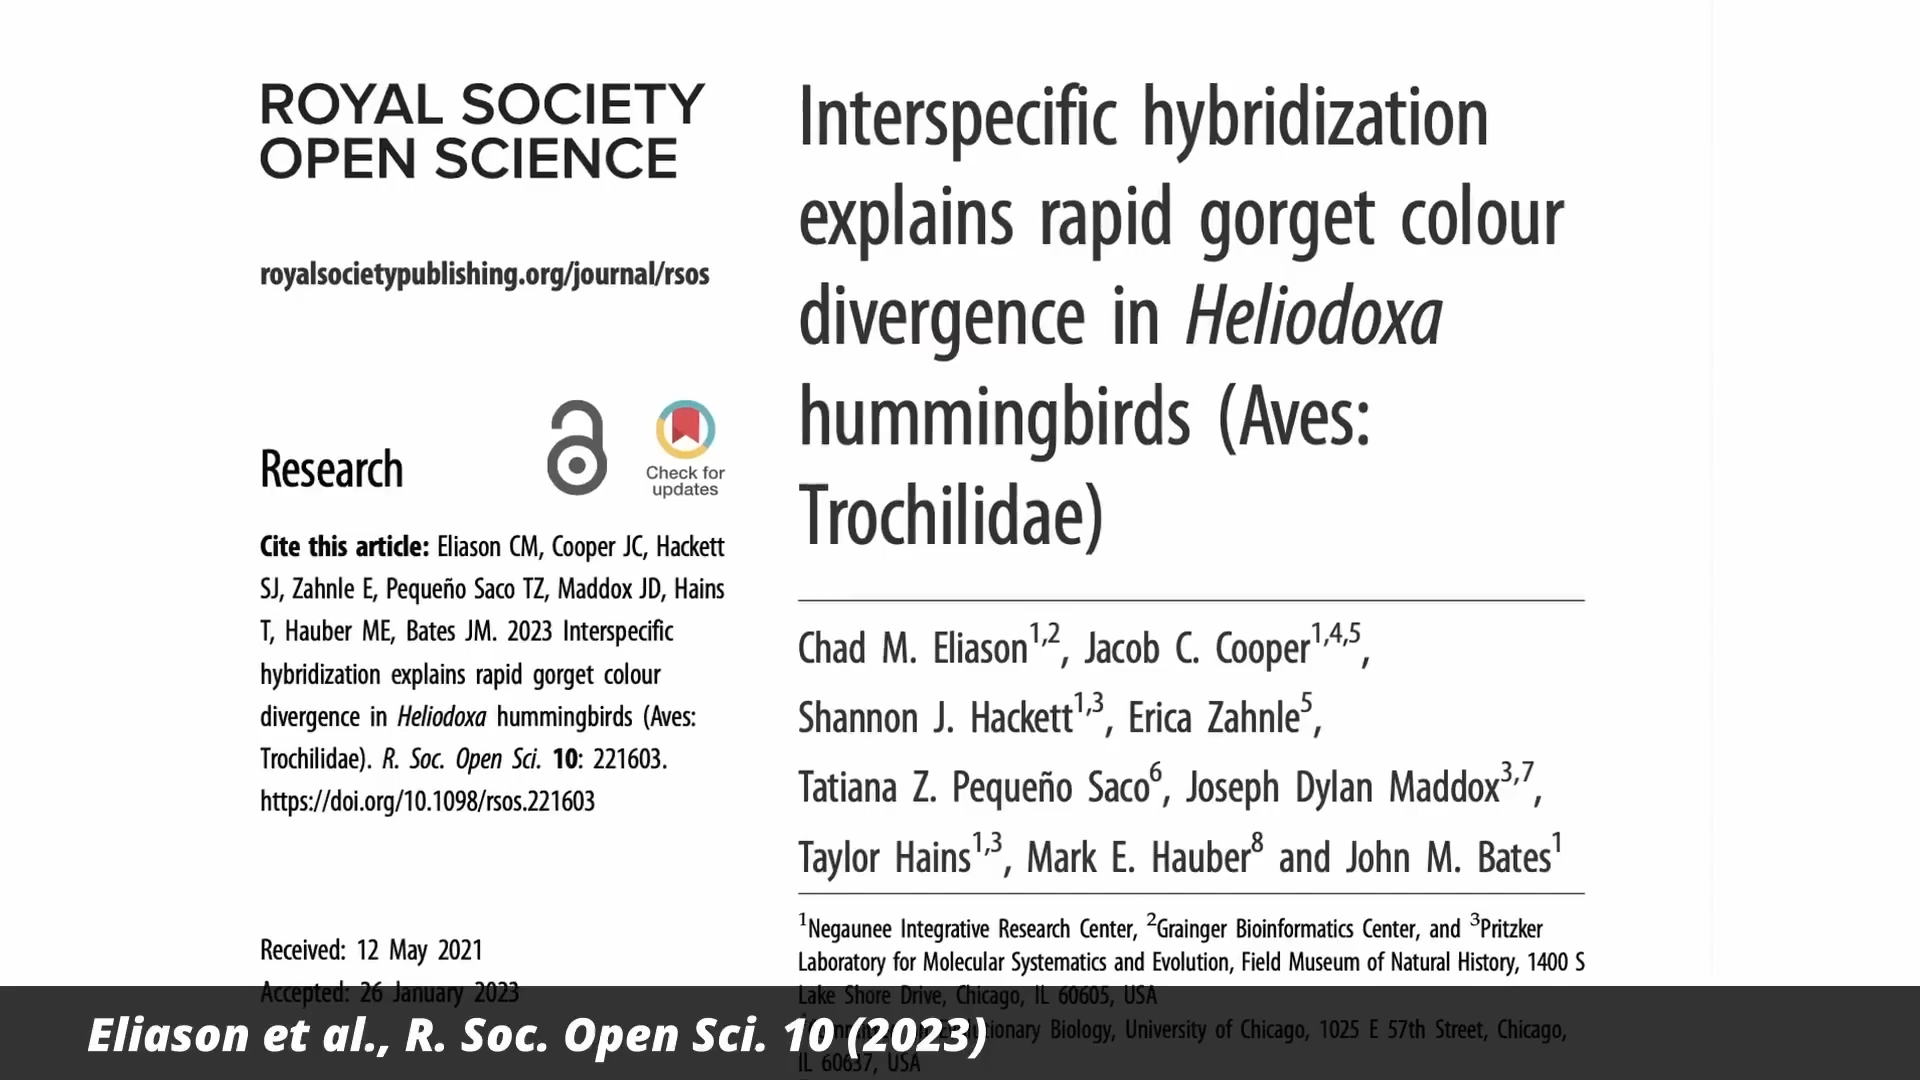 ROYAL SOCIETY
OPEN SCIENCE
royalsocietypublishing.org/journal/rsos
Research
Check for
updates
Cite this article: Eliason CM, Cooper JC, Hackett
SJ, Zahnle E, Pequeño Saco TZ, Maddox JD, Hains
T, Hauber ME, Bates JM. 2023 Interspecific
hybridization explains rapid gorget colour
divergence in Heliodoxa hummingbirds (Aves:
Trochilidae). R. Soc. Open Sci. 10: 221603.
https://doi.org/10.1098/rsos.221603
Received: 12 May 2021
Accepted: 26 January 2023
Interspecific hybridization
explains rapid gorget colour
divergence in Heliodoxa
hummingbirds (Aves:
Trochilidae)
Chad M. Eliason1,2, Jacob C. Cooper1,4,5,
Shannon J. Hackett1,3, Erica Zahnle5,
Tatiana Z. Pequeño Saco6, Joseph Dylan Maddox3,7,
Taylor Hains1,3, Mark E. Hauber8 and John M. Bates1
1Negaunee Integrative Research Center, 2Grainger Bioinformatics Center, and 3Pritzker
Laboratory for Molecular Systematics and Evolution, Field Museum of Natural History, 1400 S
Lake Shore Drive, Chicago, IL 60605, USA
Biology, University of Chicago, 1025 E 57th Street, Chicago,
IL 60637, USA
Eliason et al., R. Soc. Open Sci. 10 (2023)